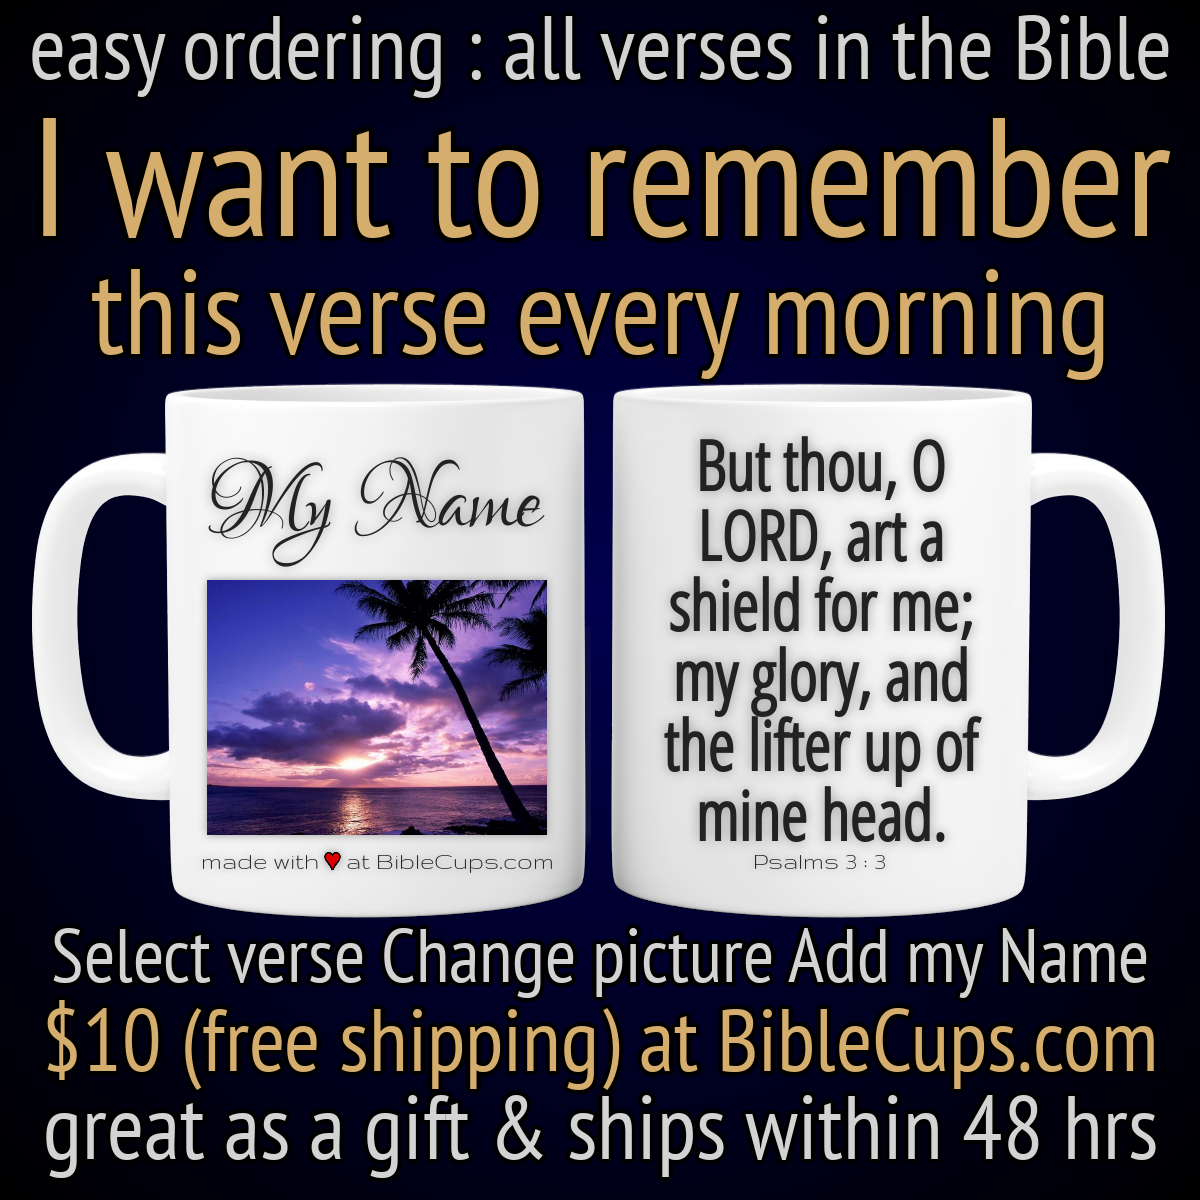 easy ordering : all verses in the Bible
I want to remember
this verse every morning
My Name
made with ♥ at BibleCups.com
But thou, O
LORD, art a
shield for me;
my glory, and
the lifter up of
mine head.
Psalms 3 : 3
Select verse Change picture Add my Name
$10 (free shipping) at BibleCups.com
great as a gift & ships within 48 hrs